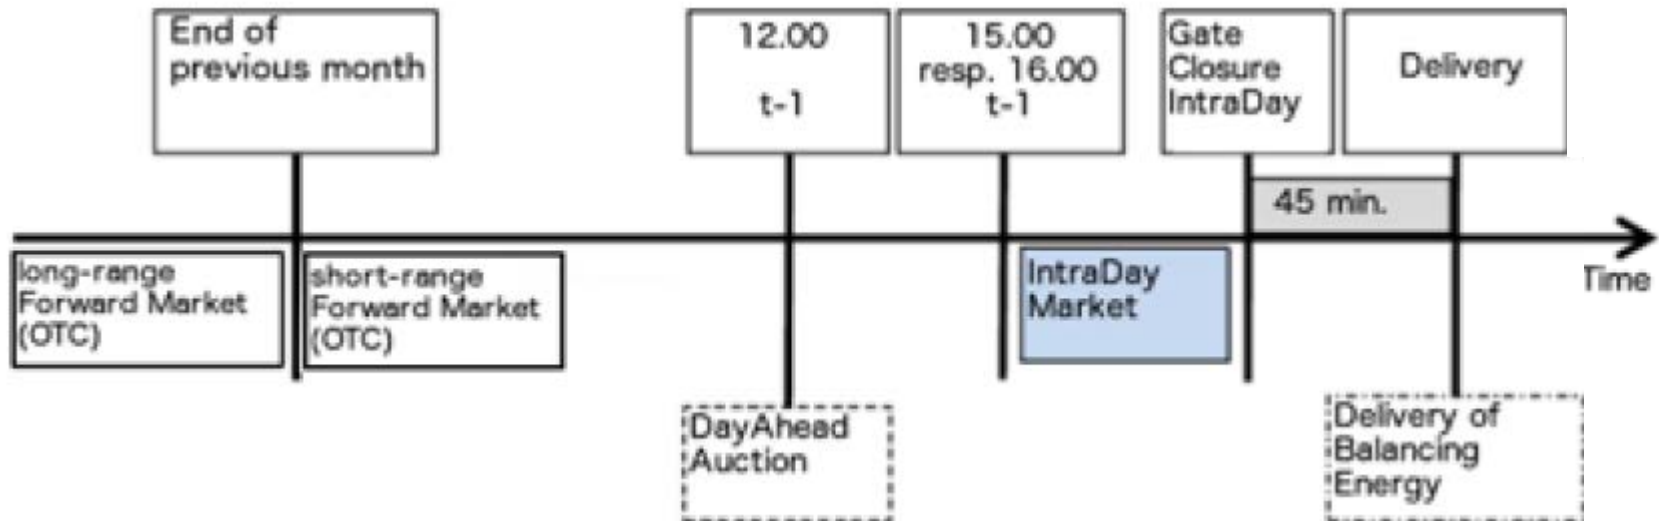 End of
previous month
12.00
t-1
15.00
resp. 16.00
t-1
Gate
Closure
IntraDay
Delivery
45 min.
long-range
Forward Market
(OTC)
short-range
Forward Market
(OTC)
IntraDay
Market
Time
DayAhead
Auction
Delivery of
Balancing
Energy